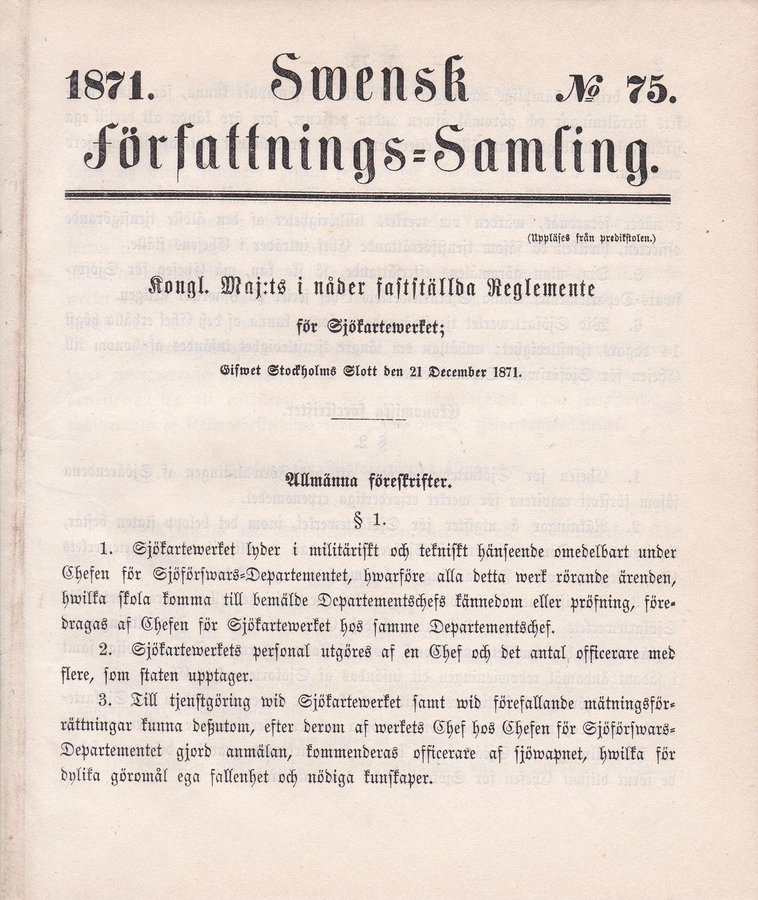 1871. Swensk № 75.
Författnings-Samling.
(Uppläses från predikstolen.)
Kongl. Maj:ts i nåder fastställda Reglemente
för Sjökartewerket;
Gifwet Stockholms Slott den 21 December 1871.
Allmänna föreskrifter.
§ 1.
1. Sjökartewerket lyder i militäriskt och tekniskt hänseende omedelbart under
Chefen för Sjöförswars-Departementet, hwarföre alla detta werk rörande ärenden,
hwilka skola komma till bemälde Departementschefs kännedom eller pröfning, före-
dragas af Chefen för Sjökartewerket hos samme Departementschef.
2. Sjökartewerkets personal utgöres af en Chef och det antal officerare med
flere, som staten upptager.
3. Till tjenstgöring wid Sjökartewerket samt wid förefallande mätningsför-
rättningar kunna deßutom, efter derom af werkets Chef hos Chefen för Sjöförswars-
Departementet gjord anmälan, kommenderas officerare af sjöwapnet, hwilka för
dylika göromål ega fallenhet och nödiga kunskaper.